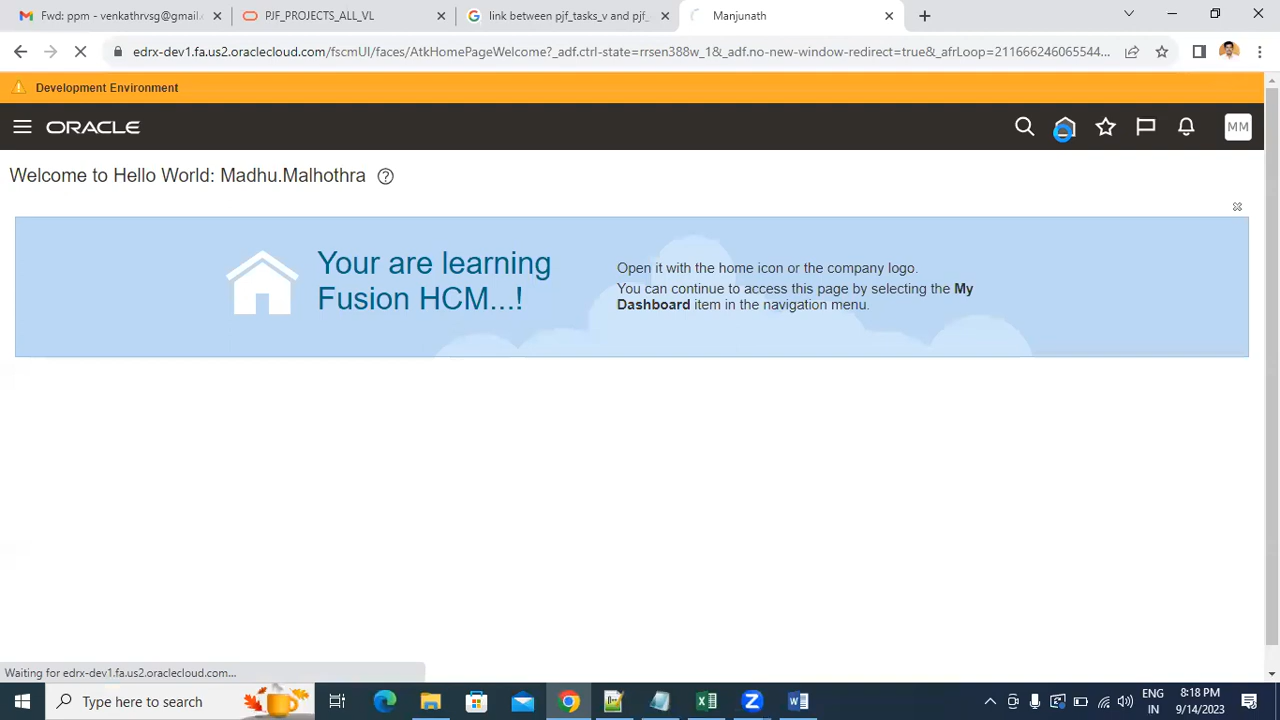 Fwd: ppm - venkathrvsg@gmail.c
PJF_PROJECTS_ALL_VL
link between pjf_tasks_v and pjf_
Manjunath
edrx-dev1.fa.us2.oraclecloud.com/fscmUI/faces/AtkHomePageWelcome?_adf.ctrl-state=rrsen388w_1&_adf.no-new-window-redirect=true&_afrLoop=211666246065544...
Development Environment
ORACLE
MM
Welcome to Hello World: Madhu.Malhothra
Your are learning
Fusion HCM...!
Open it with the home icon or the company logo.
You can continue to access this page by selecting the My
Dashboard item in the navigation menu.
Waiting for edrx-dev1.fa.us2.oraclecloud.com...
Type here to search
ENG
IN
8:18 PM
9/14/2023